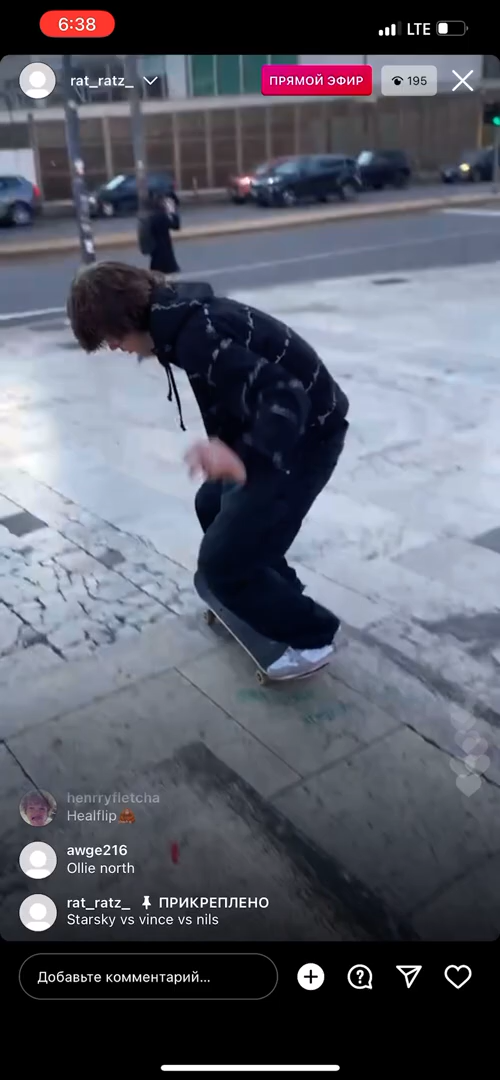 6:38
LTE
rat_ratz_
ПРЯМОЙ ЭФИР
195
henrryfletcha
Healflip💩
awge216
Ollie north
rat_ratz_ ПРИКРЕПЛЕНО
Starsky vs vince vs nils
Добавьте комментарий...